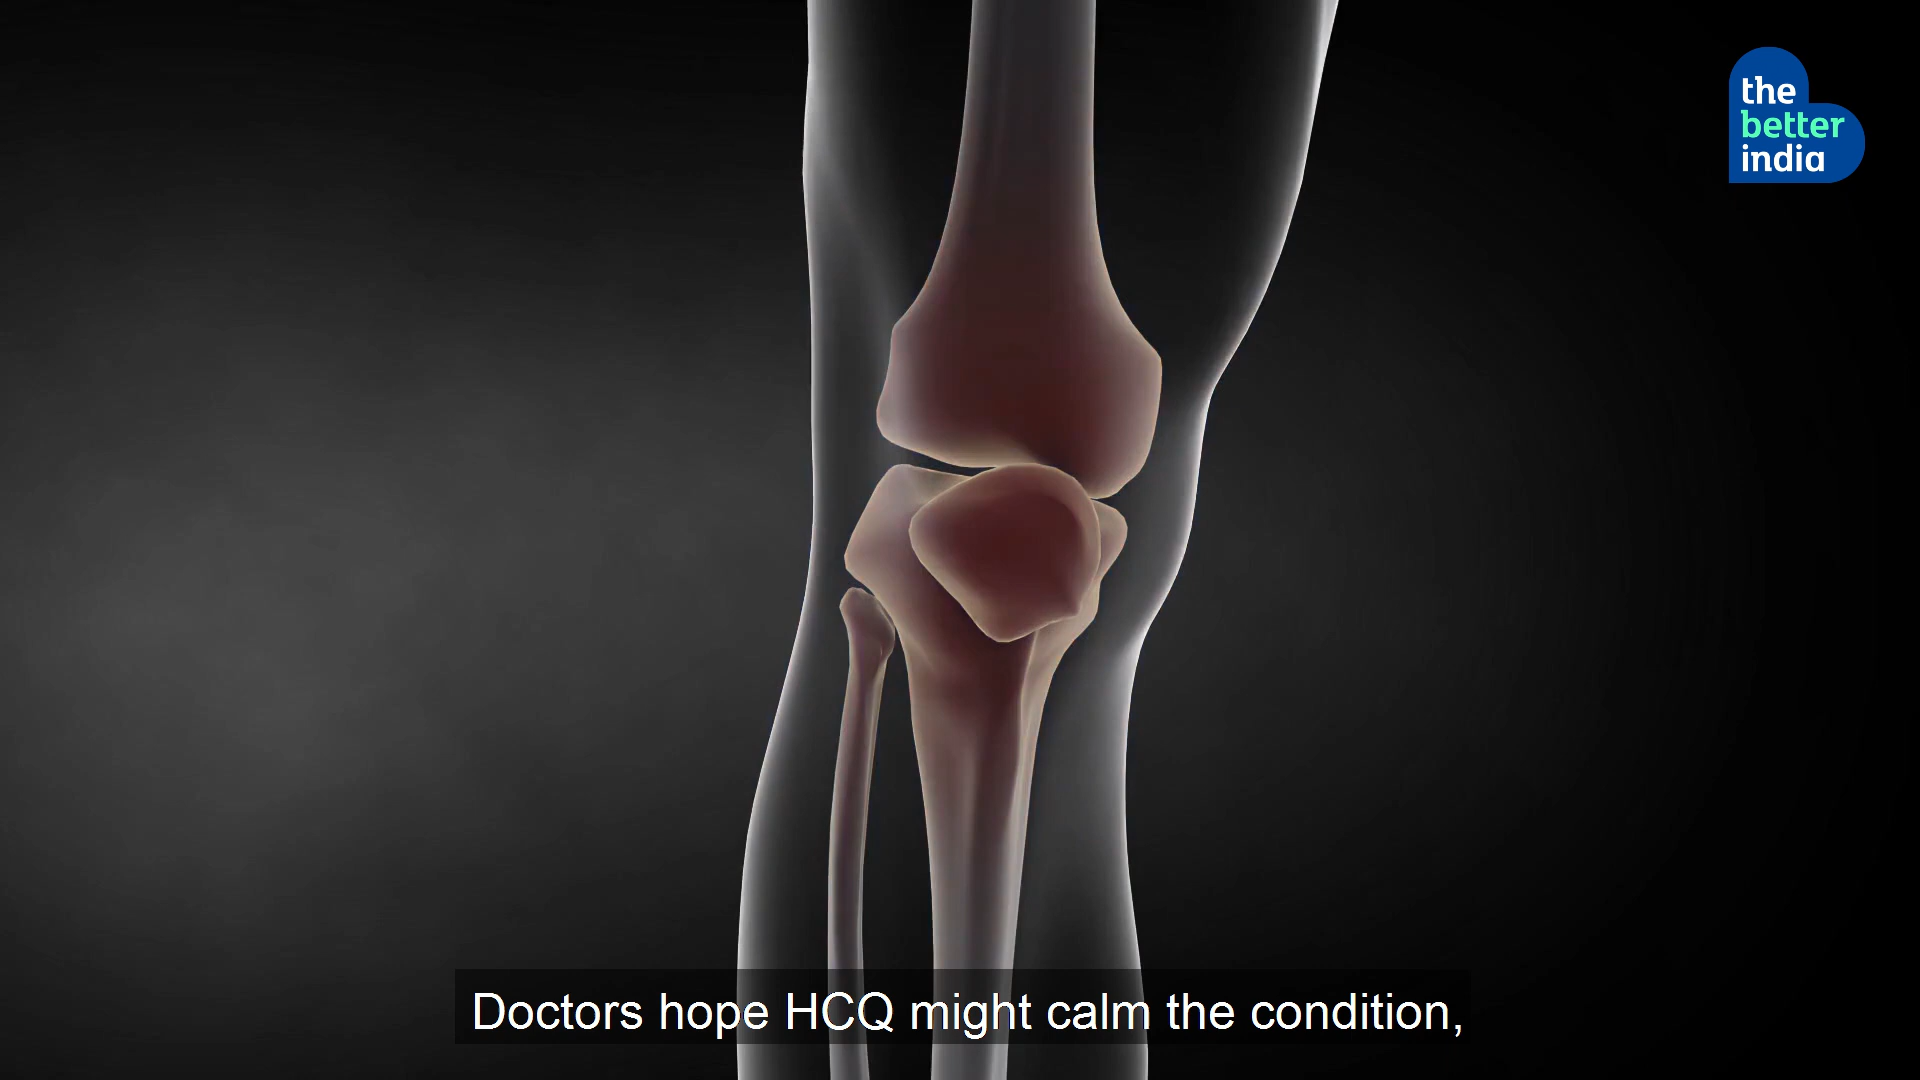 the
better
india
Doctors hope HCQ might calm the condition,